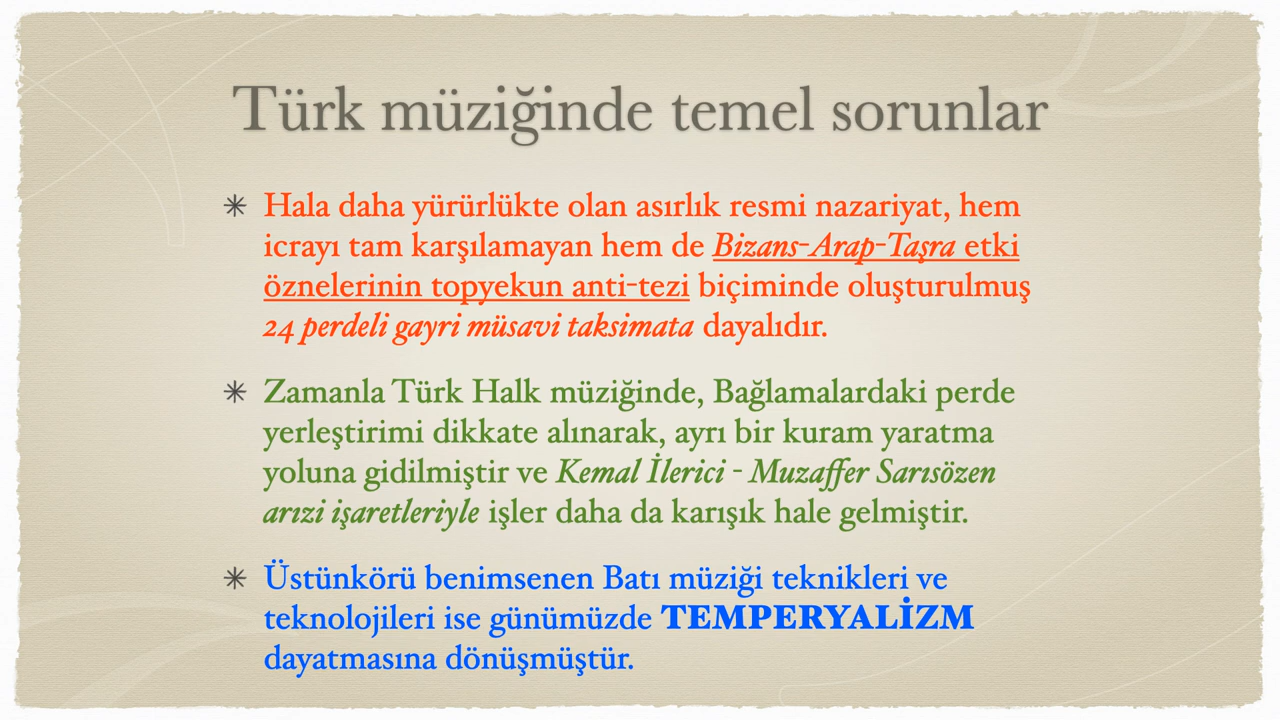 Türk müziğinde temel sorunlar
✳ Hala daha yürürlükte olan asırlık resmi nazariyat, hem
icrayı tam karşılamayan hem de Bizans-Arap-Taşra etki
öznelerinin topyekun anti-tezi biçiminde oluşturulmuş
24 perdeli gayri müsavi taksimata dayalıdır.
✳ Zamanla Türk Halk müziğinde, Bağlamalardaki perde
yerleştirimi dikkate alınarak, ayrı bir kuram yaratma
yoluna gidilmiştir ve Kemal İlerici - Muzaffer Sarısözen
arızi işaretleriyle işler daha da karışık hale gelmiştir.
✳ Üstünkörü benimsenen Batı müziği teknikleri ve
teknolojileri ise günümüzde TEMPERYALİZM
dayatmasına dönüşmüştür.